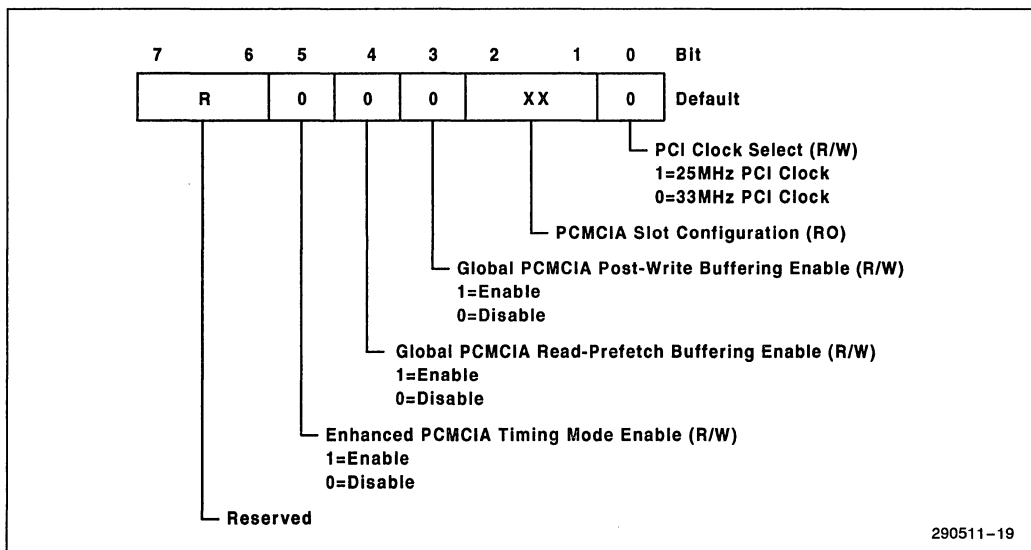 7 6 5 4 3 2 1 0 Bit
R 0 0 0 XX 0 Default
PCI Clock Select (R/W)
1=25MHz PCI Clock
0=33MHz PCI Clock
PCMCIA Slot Configuration (RO)
Global PCMCIA Post-Write Buffering Enable (R/W)
1=Enable
0=Disable
Global PCMCIA Read-Prefetch Buffering Enable (R/W)
1=Enable
0=Disable
Enhanced PCMCIA Timing Mode Enable (R/W)
1=Enable
0=Disable
Reserved
290511-19